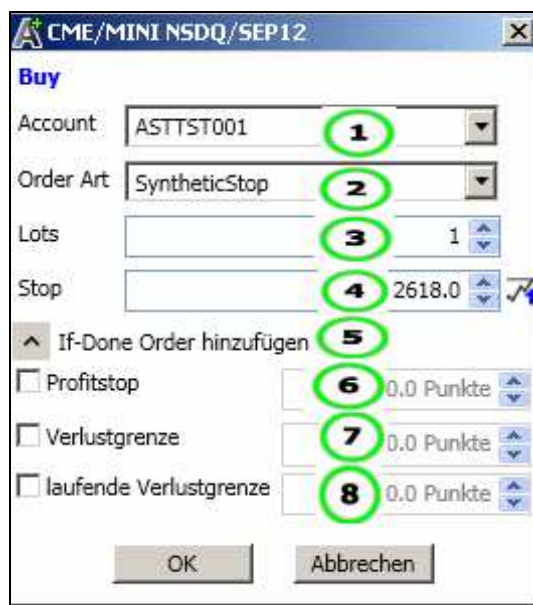 CME/MINI NSDQ/SEP12
Buy
Account ASTTST001 1
Order Art SyntheticStop 2
Lots 3 1
Stop 4 2618.0
If-Done Order hinzufügen 5
Profitstop 6 0.0 Punkte
Verlustgrenze 7 0.0 Punkte
laufende Verlustgrenze 8 0.0 Punkte
OK Abbrechen